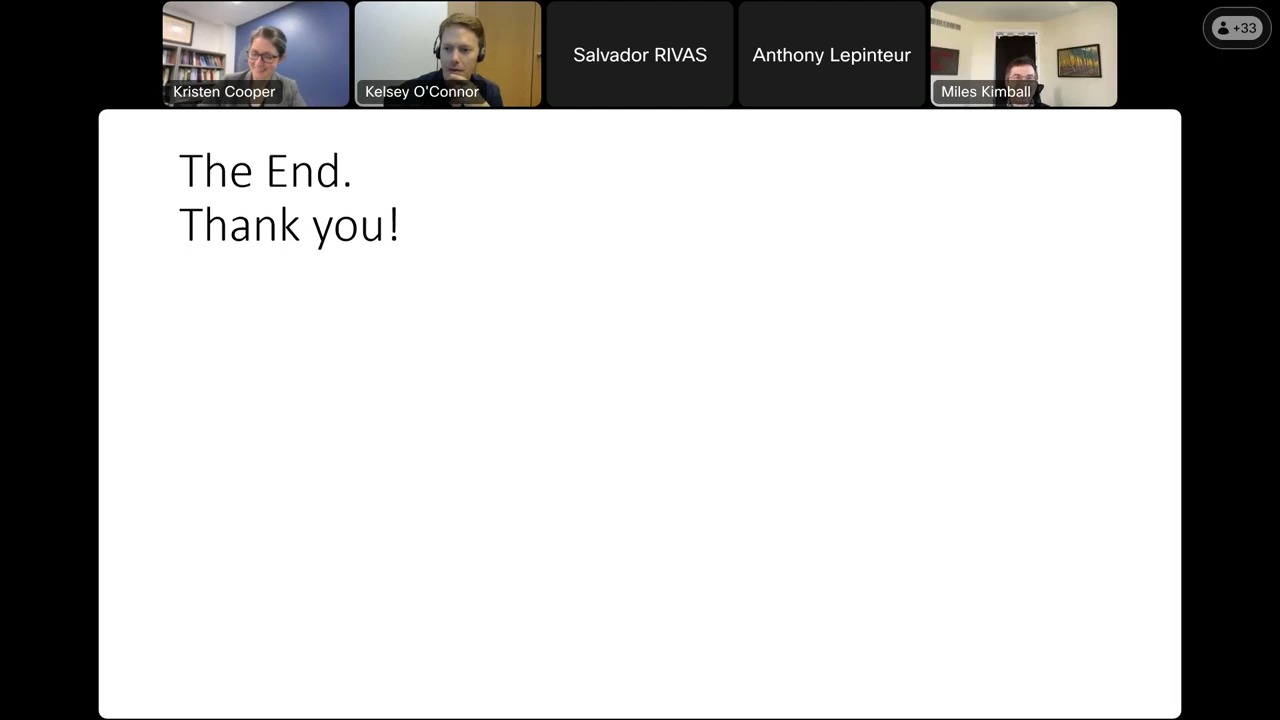 Kristen Cooper
Kelsey O'Connor
Salvador RIVAS
Anthony Lepinteur
Miles Kimball
+33
The End.
Thank you!